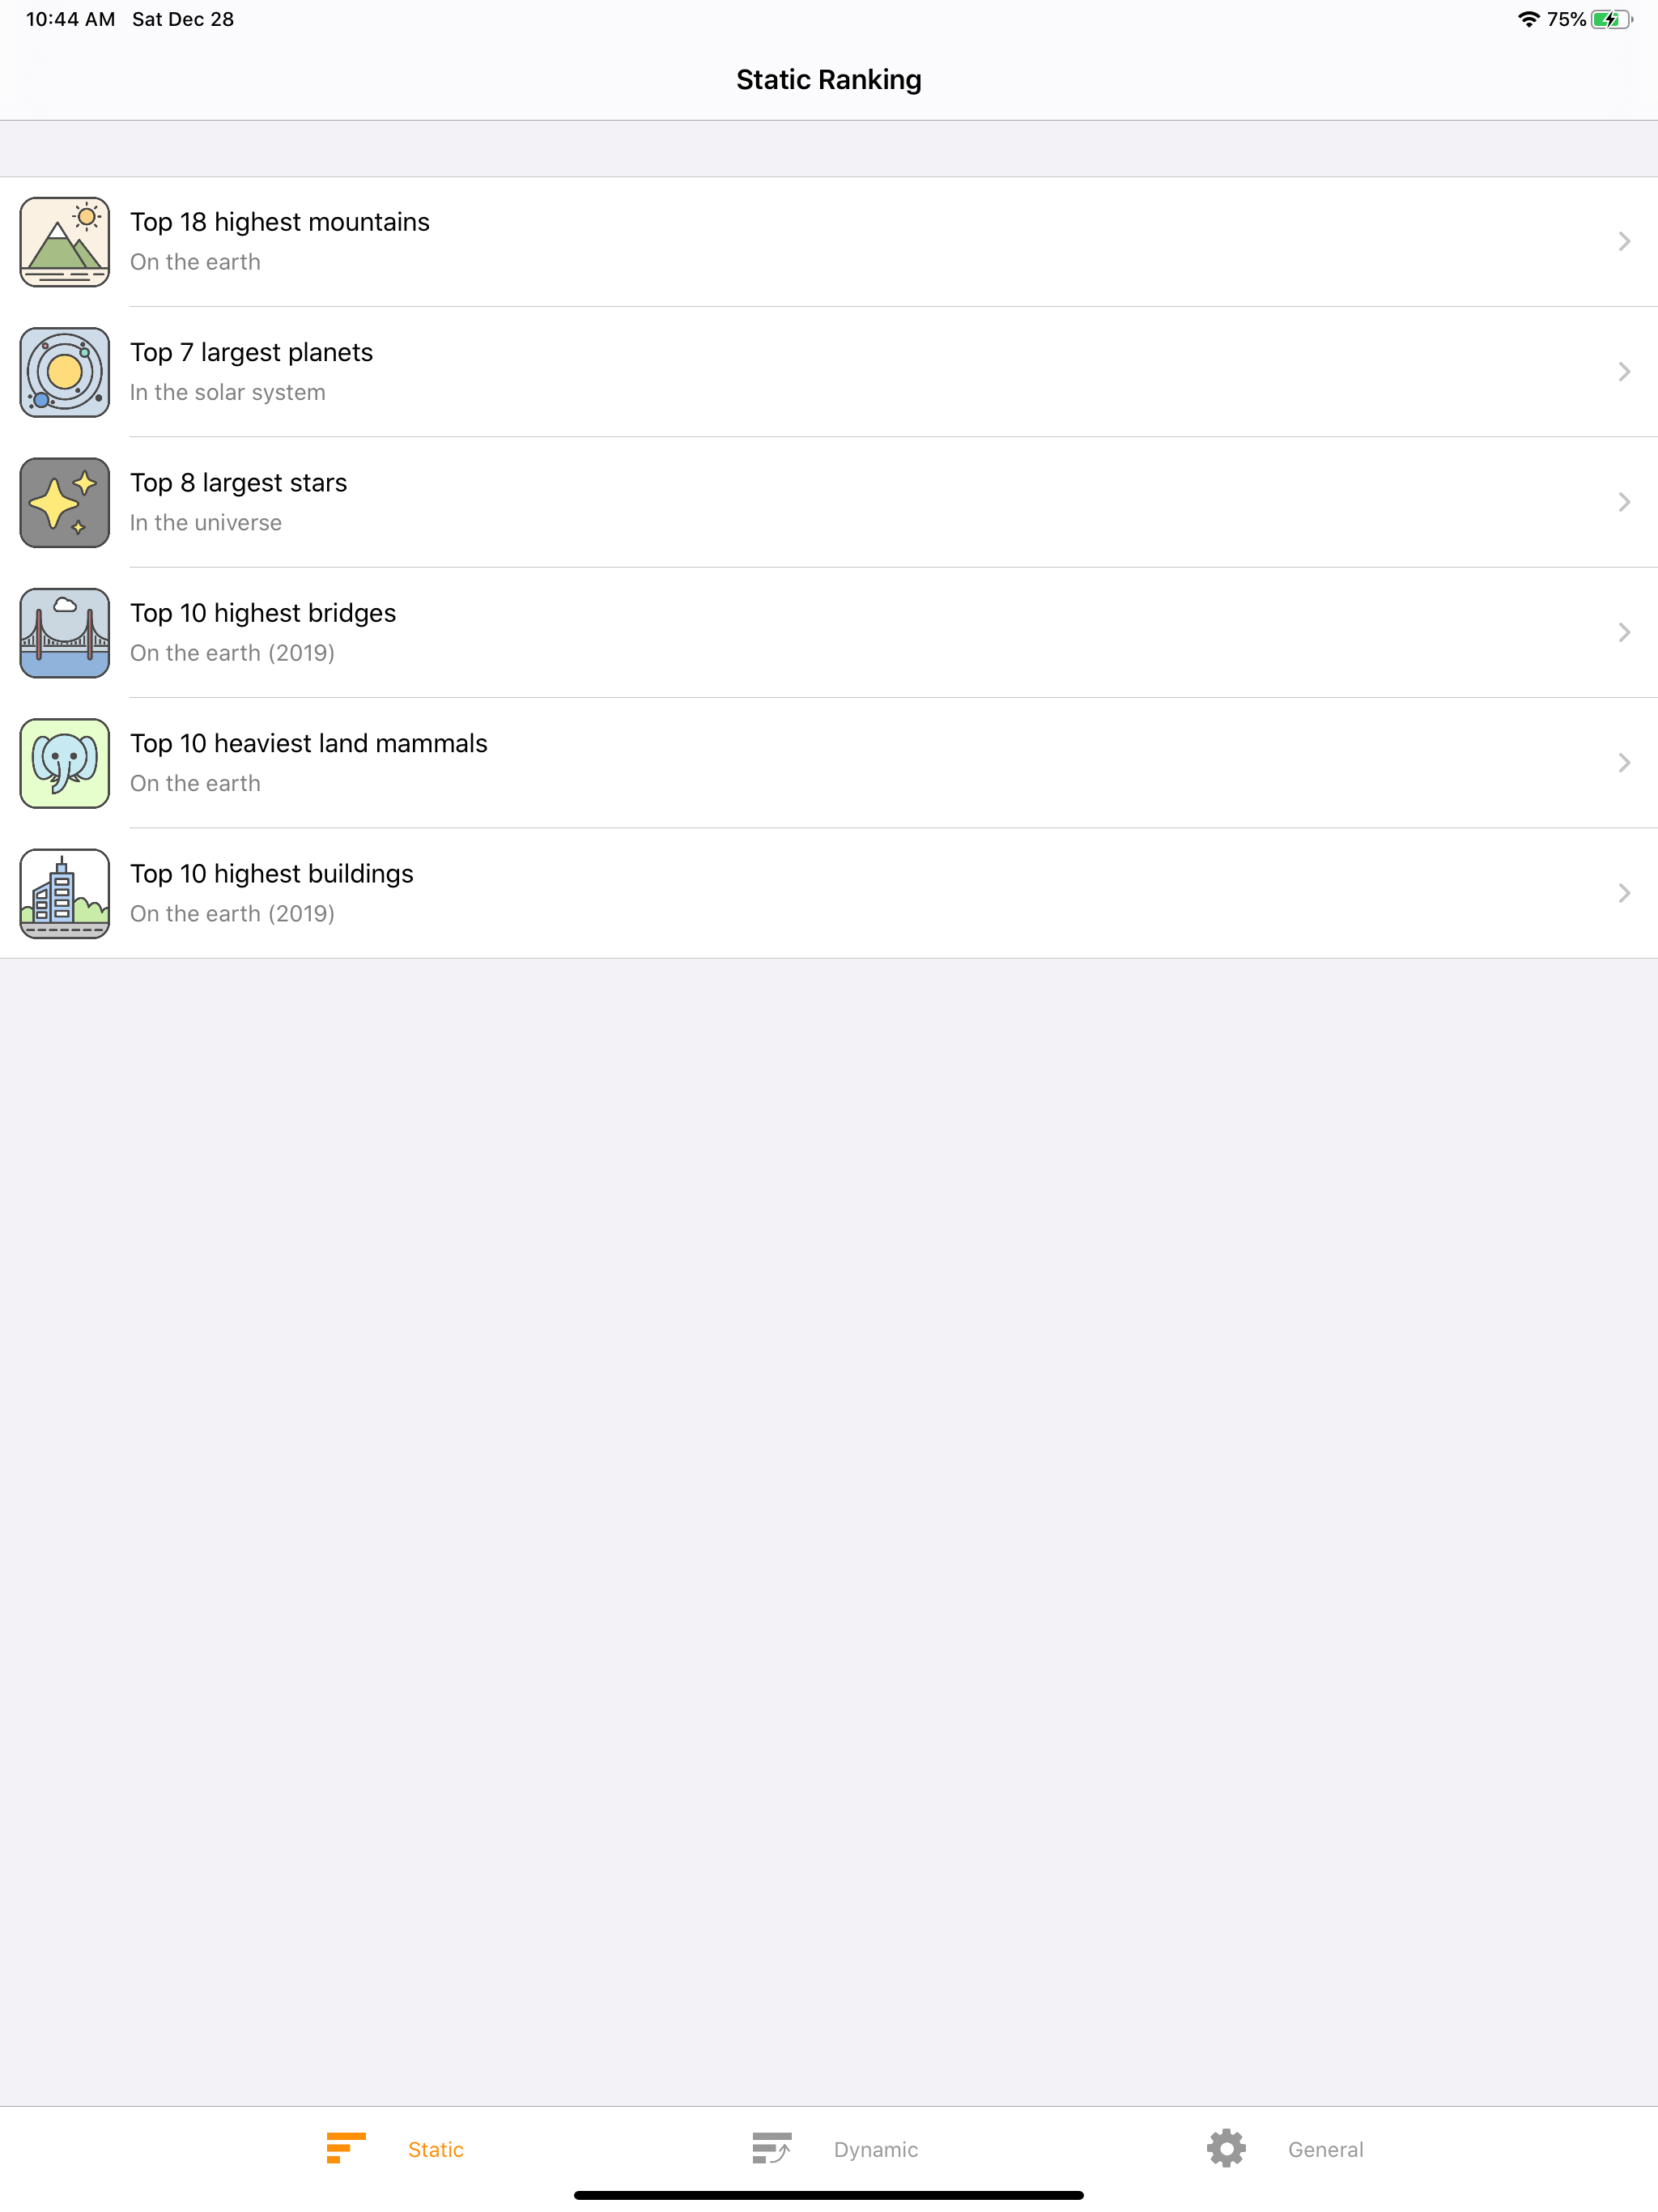 10:44 AM Sat Dec 28
75%
Static Ranking
Top 18 highest mountains
On the earth
Top 7 largest planets
In the solar system
Top 8 largest stars
In the universe
Top 10 highest bridges
On the earth (2019)
Top 10 heaviest land mammals
On the earth
Top 10 highest buildings
On the earth (2019)
Static
Dynamic
General